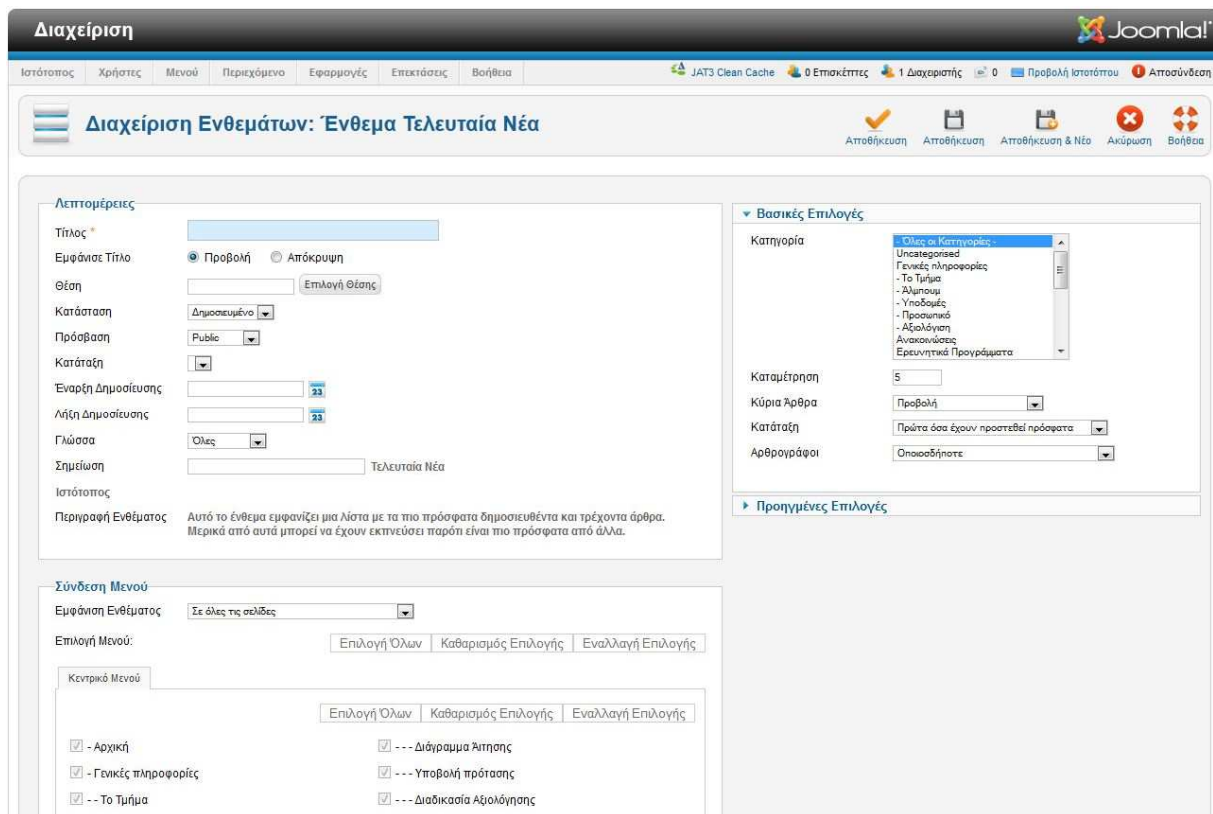 Διαχείριση
Joomla!
Ιστότοπος Χρήστες Μενού Περιεχόμενο Εφαρμογές Επεκτάσεις Βοήθεια
JAT3 Clean Cache 0 Επισκέπτες 1 Διαχειριστής 0 Προβολή Ιστοτόπου Αποσύνδεση
Διαχείριση Ενθεμάτων: Ένθεμα Τελευταία Νέα
Αποθήκευση Αποθήκευση Αποθήκευση & Νέο Ακύρωση Βοήθεια
Λεπτομέρειες
Τίτλος *
Εμφάνισε Τίτλο Προβολή Απόκρυψη
Θέση Επιλογή Θέσης
Κατάσταση Δημοσιευμένο
Πρόσβαση Public
Κατάταξη
Έναρξη Δημοσίευσης 23
Λήξη Δημοσίευσης 23
Γλώσσα Όλες
Σημείωση Τελευταία Νέα
Ιστότοπος
Περιγραφή Ενθέματος Αυτό το ένθεμα εμφανίζει μια λίστα με τα πιο πρόσφατα δημοσιευθέντα και τρέχοντα άρθρα.
Μερικά από αυτά μπορεί να έχουν εκπνεύσει παρότι είναι πιο πρόσφατα από άλλα.
Βασικές Επιλογές
Κατηγορία - Όλες οι Κατηγορίες -
Uncategorised
Γενικές πληροφορίες
- Το Τμήμα
- Άλμπουμ
- Υποδομές
- Προσωπικό
- Αξιολόγιση
Ανακοινώσεις
Ερευνητικά Προγράμματα
Καταμέτρηση 5
Κύρια Άρθρα Προβολή
Κατάταξη Πρώτα όσα έχουν προστεθεί πρόσφατα
Αρθρογράφοι Οποιοσδήποτε
Προηγμένες Επιλογές
Σύνδεση Μενού
Εμφάνιση Ενθέματος Σε όλες τις σελίδες
Επιλογή Μενού: Επιλογή Όλων Καθαρισμός Επιλογής Εναλλαγή Επιλογής
Κεντρικό Μενού
Επιλογή Όλων Καθαρισμός Επιλογής Εναλλαγή Επιλογής
- Αρχική - - - Διάγραμμα Άιτησης
- Γενικές πληροφορίες - - - Υποβολή πρότασης
- - Το Τμήμα - - - Διαδικασία Αξιολόγησης